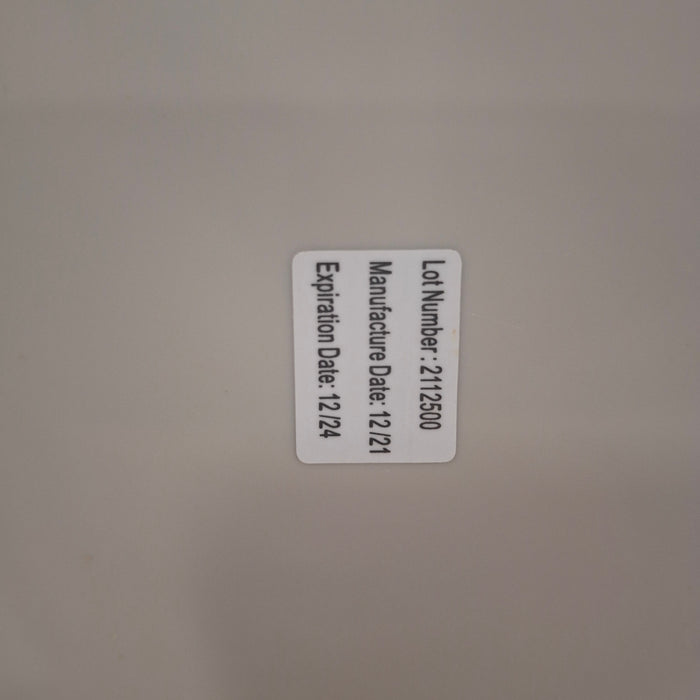 Lot Number : 2112500
Manufacture Date: 12 /21
Expiration Date: 12 /24